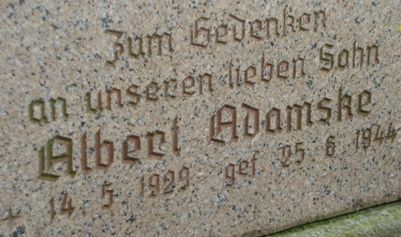 Zum Gedenken
an unseren lieben Sohn
Albert Adamske
* 14 5 1929 gef 25 6 1944